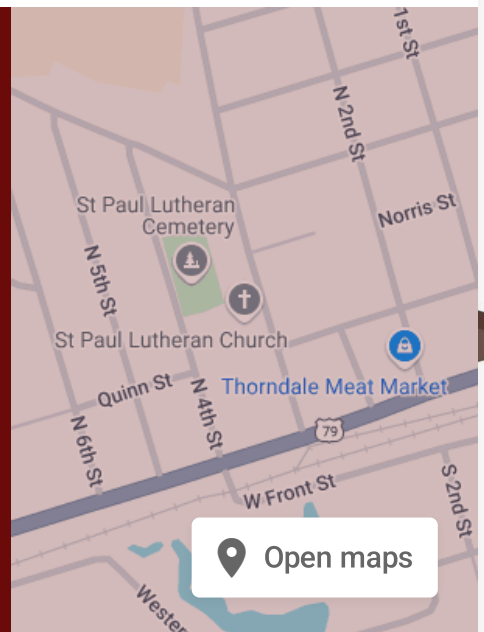 1st St
N 2nd St
St Paul Lutheran
Cemetery
Norris St
N 5th St
St Paul Lutheran Church
Quinn St
N 4th St
Thorndale Meat Market
N 6th St
79
W Front St
S 2nd St
Open maps